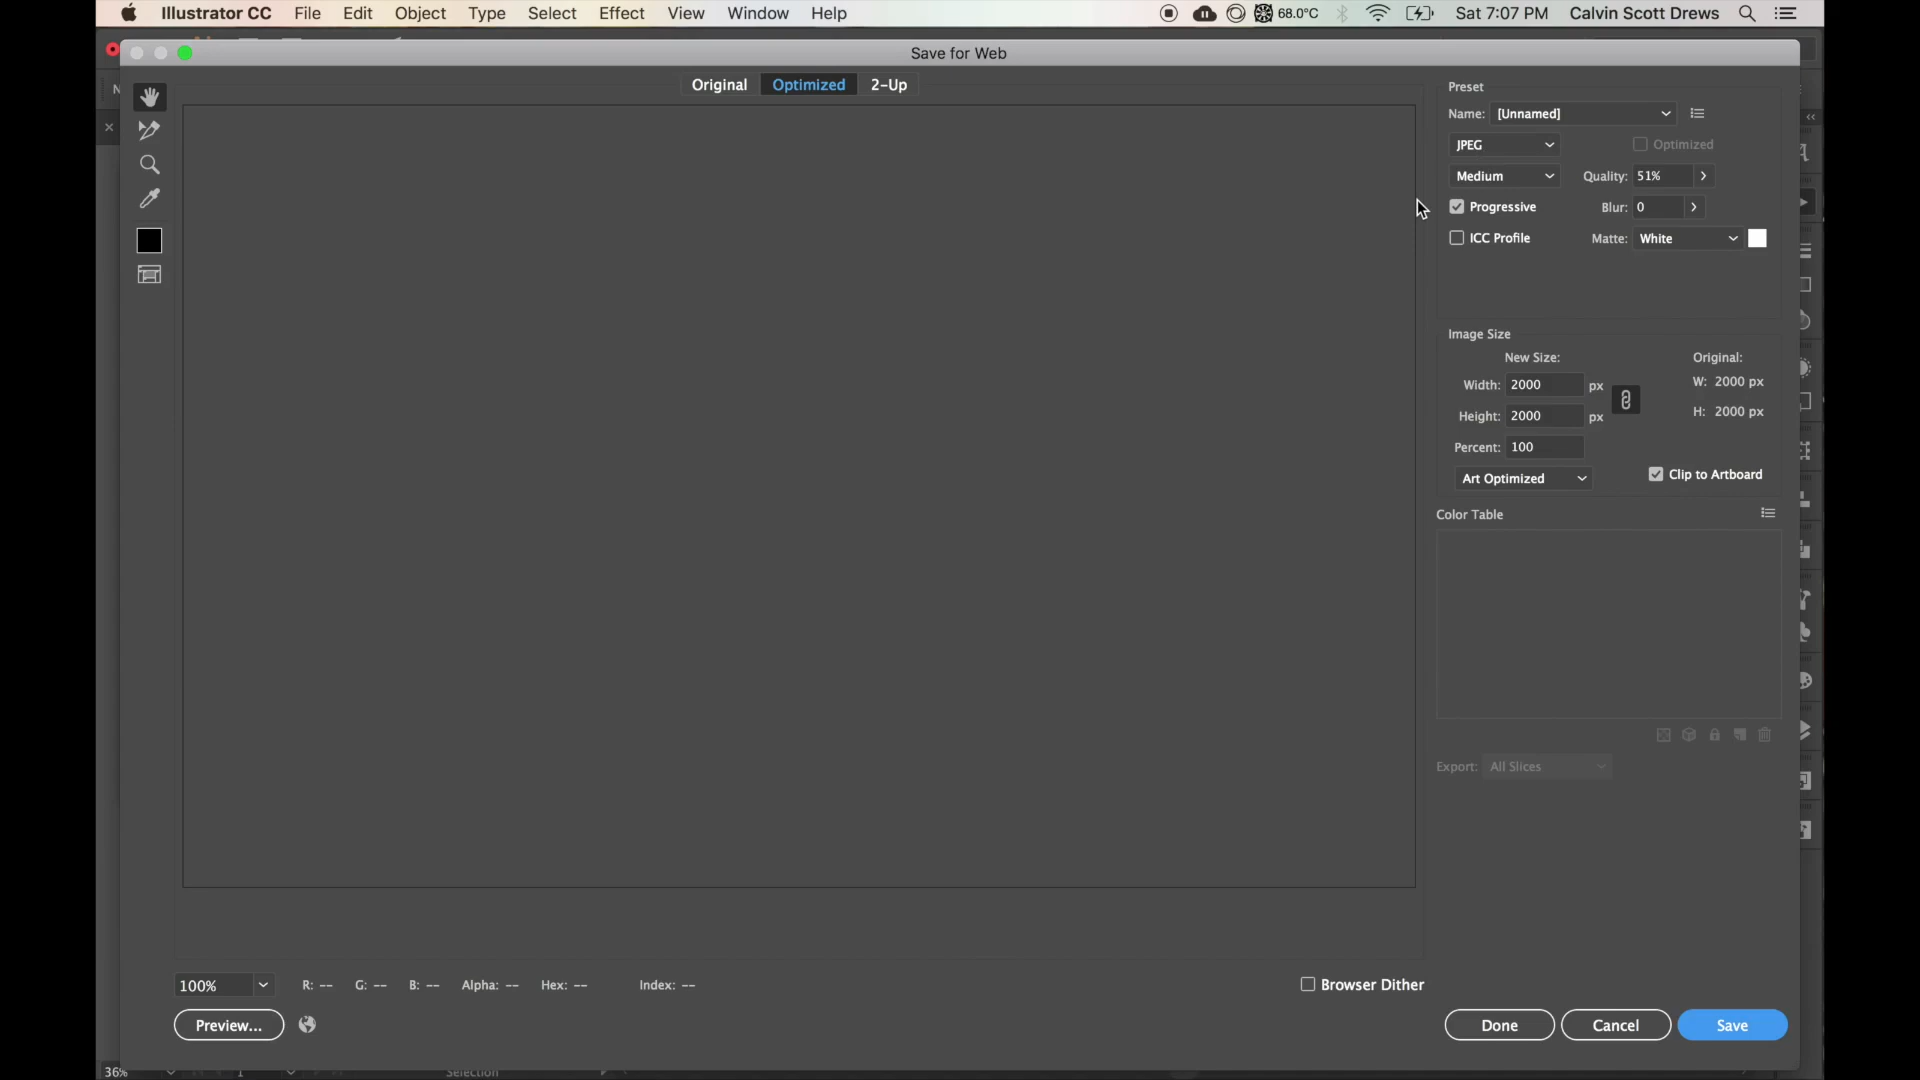 Illustrator CC File Edit Object Type Select Effect View Window Help 68.0°C Sat 7:07 PM Calvin Scott Drews
Save for Web
Original Optimized 2-Up
Preset
Name: [Unnamed]
JPEG Optimized
Medium Quality: 51%
Progressive Blur: 0
ICC Profile Matte: White
Image Size
New Size: Original:
Width: 2000 px W: 2000 px
Height: 2000 px H: 2000 px
Percent: 100
Art Optimized Clip to Artboard
Color Table
Export: All Slices
100% R: -- G: -- B: -- Alpha: -- Hex: -- Index: -- Browser Dither
Preview... Done Cancel Save
36% 1 Selection